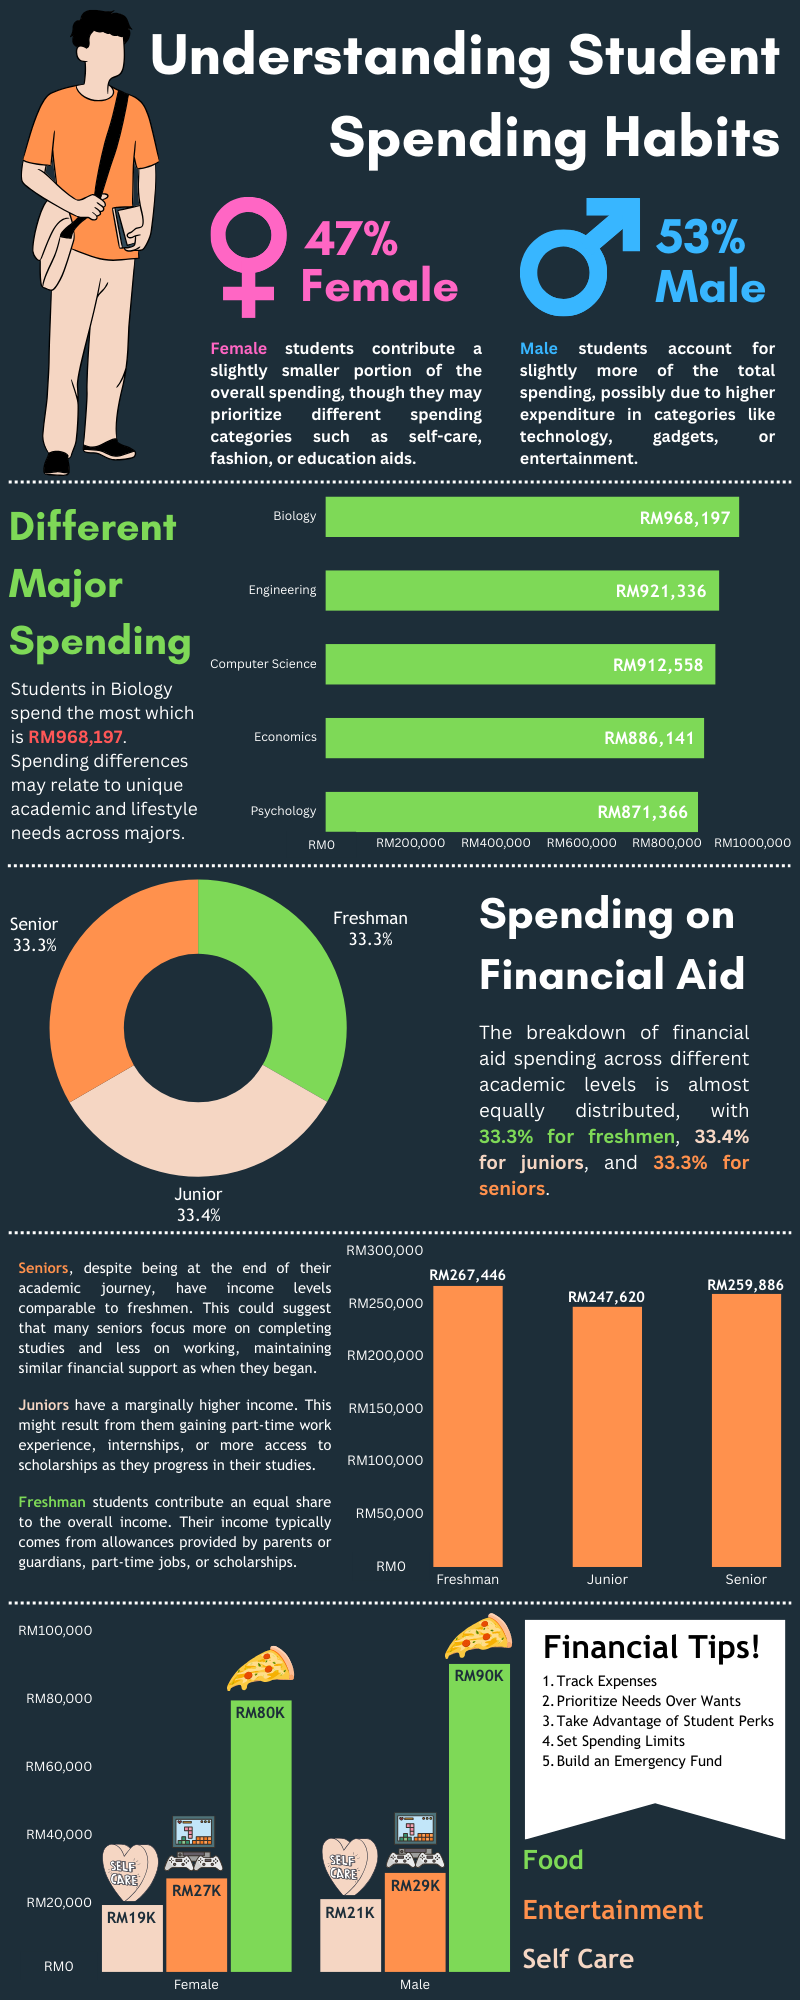 Understanding Student
Spending Habits
47%
Female
53%
Male
Female students contribute a
slightly smaller portion of the
overall spending, though they may
prioritize different spending
categories such as self-care,
fashion, or education aids.
Male students account for
slightly more of the total
spending, possibly due to higher
expenditure in categories like
technology, gadgets, or
entertainment.
Different
Major
Spending
Students in Biology
spend the most which
is RM968,197.
Spending differences
may relate to unique
academic and lifestyle
needs across majors.
Biology
RM968,197
Engineering
RM921,336
Computer Science
RM912,558
Economics
RM886,141
Psychology
RM871,366
RM0
RM200,000
RM400,000
RM600,000
RM800,000
RM1000,000
Senior
33.3%
Freshman
33.3%
Junior
33.4%
Spending on
Financial Aid
The breakdown of financial
aid spending across different
academic levels is almost
equally distributed, with
33.3% for freshmen, 33.4%
for juniors, and 33.3% for
seniors.
Seniors, despite being at the end of their
academic journey, have income levels
comparable to freshmen. This could suggest
that many seniors focus more on completing
studies and less on working, maintaining
similar financial support as when they began.
Juniors have a marginally higher income. This
might result from them gaining part-time work
experience, internships, or more access to
scholarships as they progress in their studies.
Freshman students contribute an equal share
to the overall income. Their income typically
comes from allowances provided by parents or
guardians, part-time jobs, or scholarships.
RM300,000
RM250,000
RM200,000
RM150,000
RM100,000
RM50,000
RM0
RM267,446
RM247,620
RM259,886
Freshman
Junior
Senior
RM100,000
RM80,000
RM60,000
RM40,000
RM20,000
RM0
SELF
CARE
RM19K
RM27K
RM80K
SELF
CARE
RM21K
RM29K
RM90K
Female
Male
Financial Tips!
1. Track Expenses
2. Prioritize Needs Over Wants
3. Take Advantage of Student Perks
4. Set Spending Limits
5. Build an Emergency Fund
Food
Entertainment
Self Care